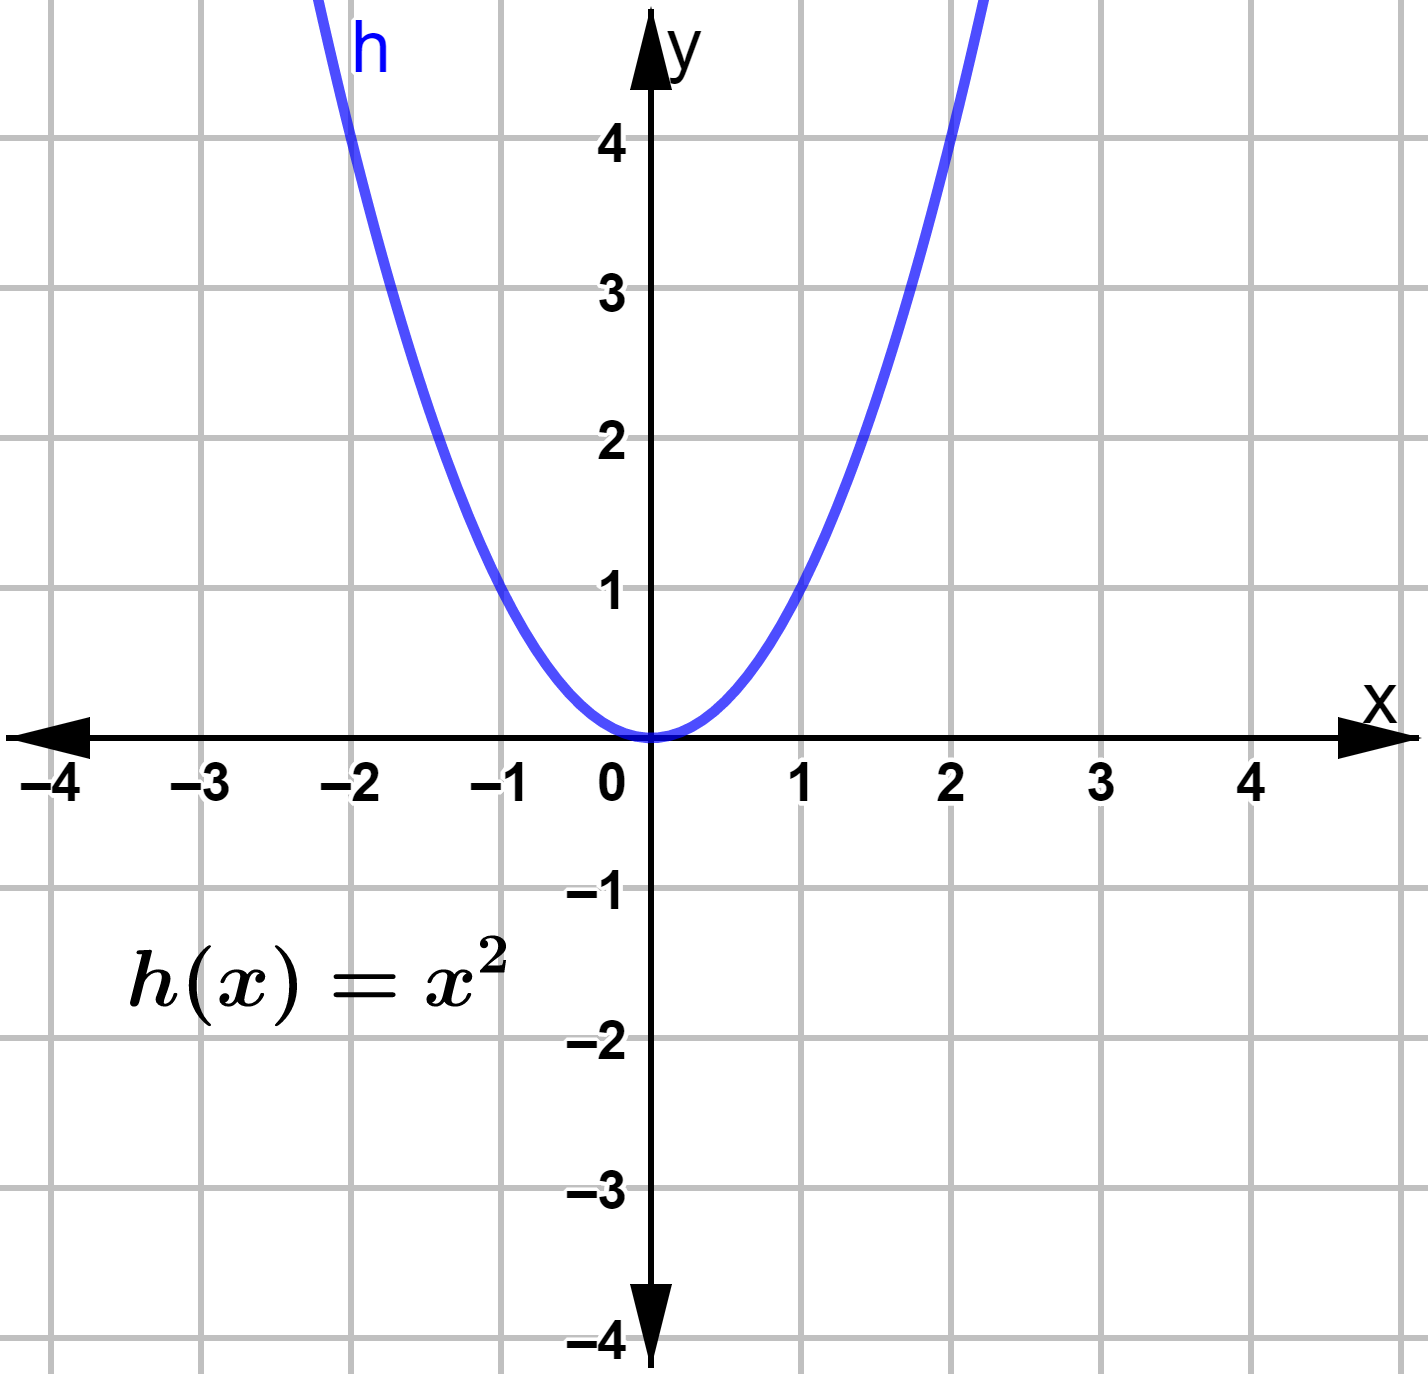 h
y
4
3
2
1
x
–4 –3 –2 –1 0 1 2 3 4
–1
h(x) = x²
–2
–3
–4